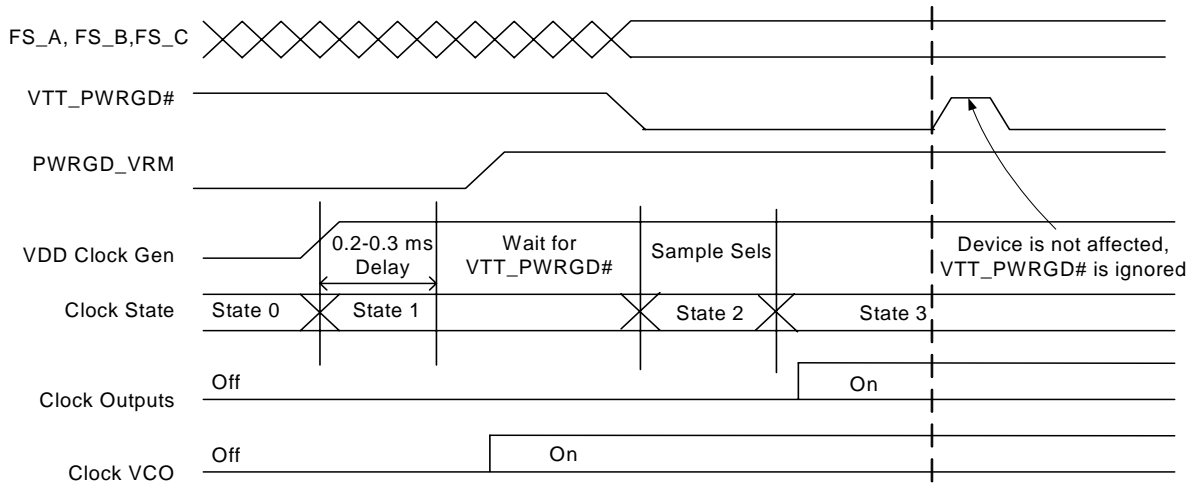 FS_A, FS_B,FS_C
VTT_PWRGD#
PWRGD_VRM
VDD Clock Gen
0.2-0.3 ms
Delay
Wait for
VTT_PWRGD#
Sample Sels
Device is not affected,
VTT_PWRGD# is ignored
Clock State
State 0
State 1
State 2
State 3
Clock Outputs
Off
On
Clock VCO
Off
On